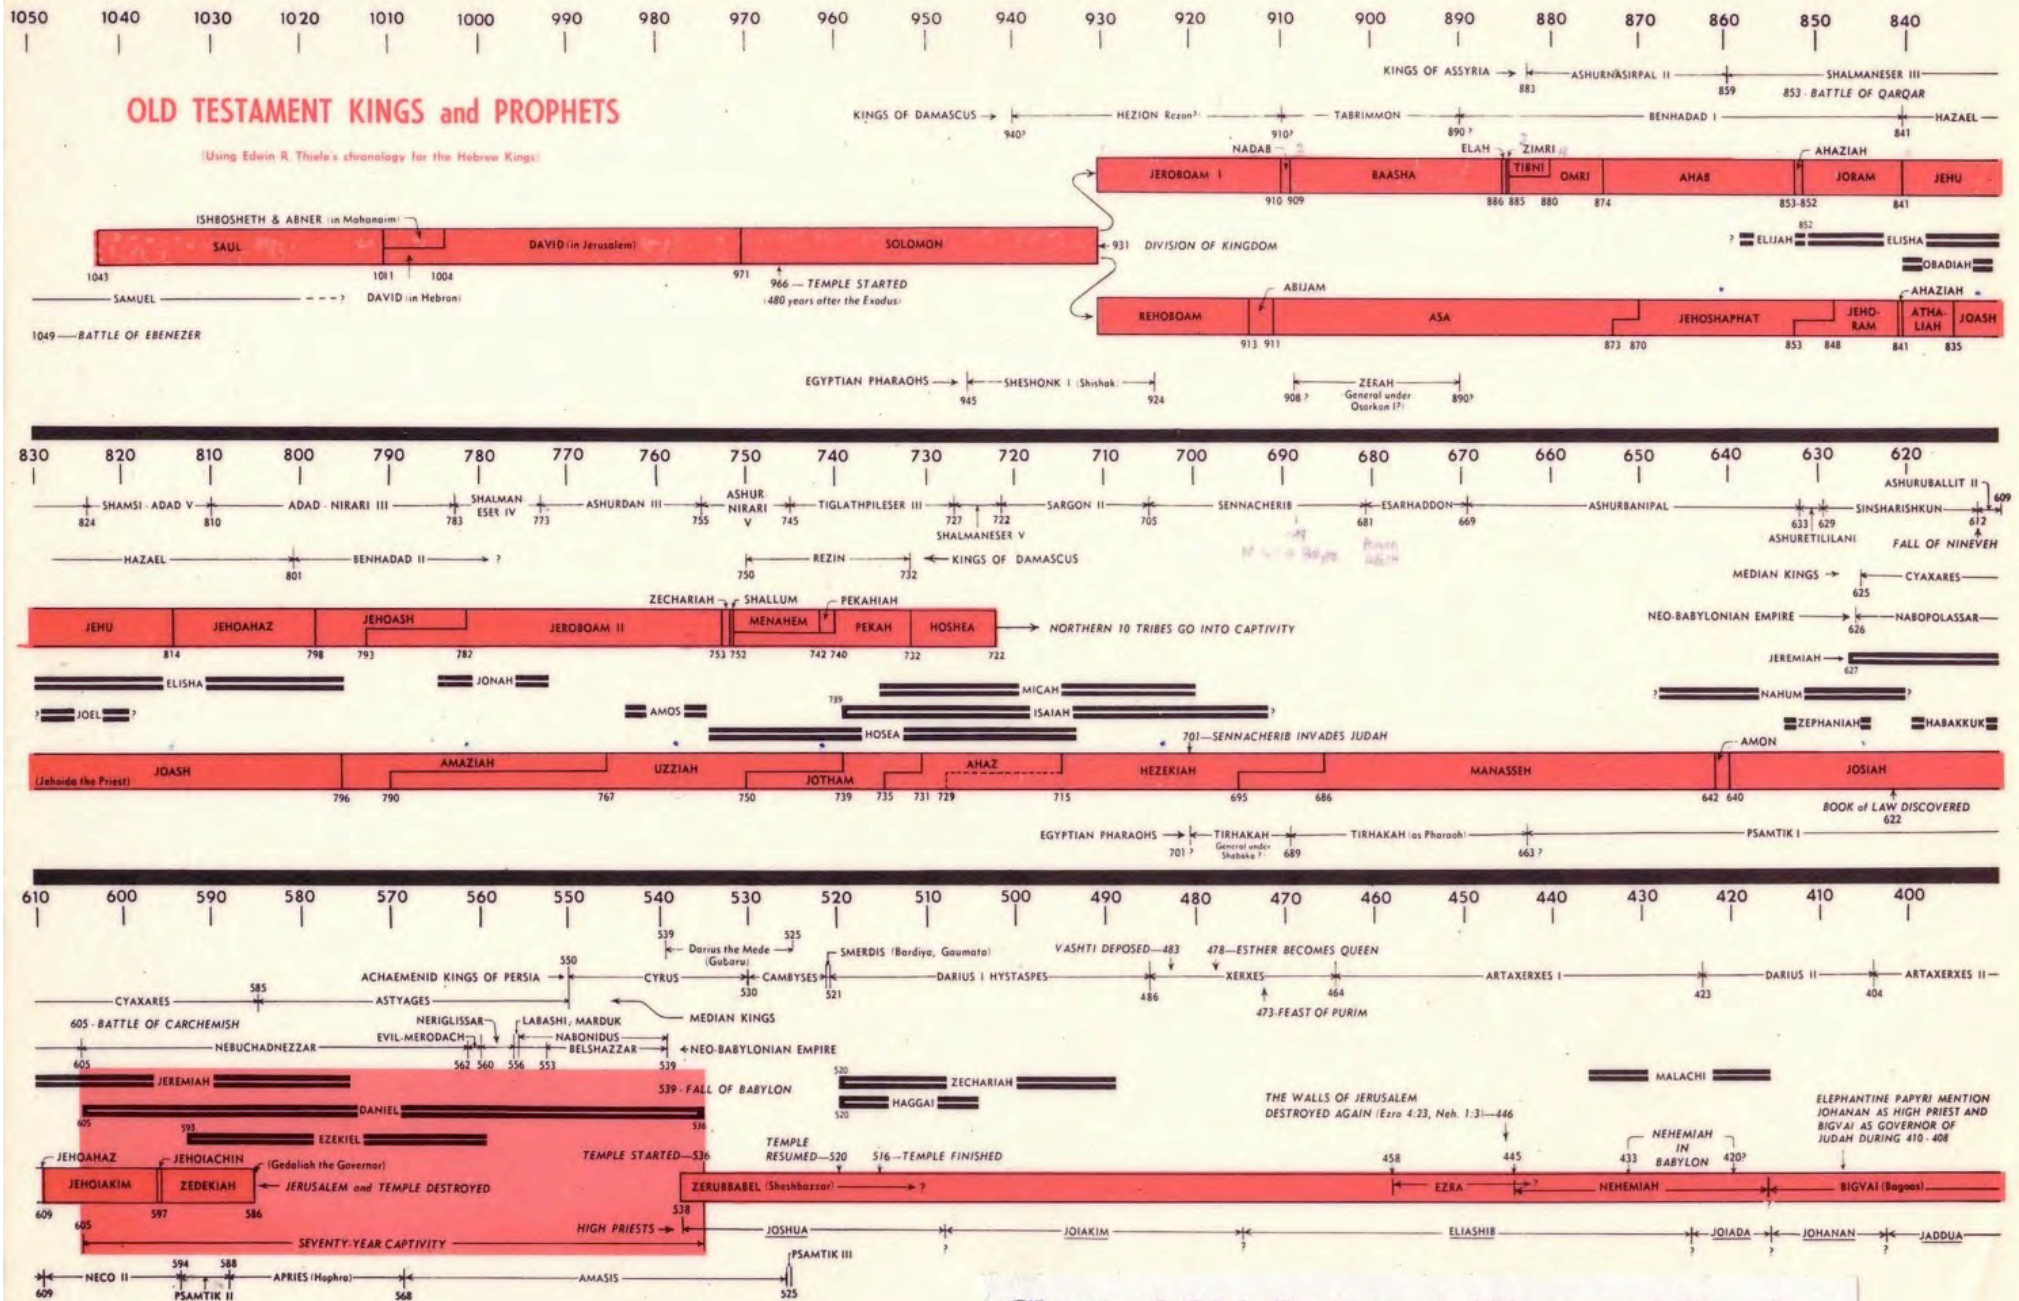 1050 1040 1030 1020 1010 1000 990 980 970 960 950 940 930 920 910 900 890 880 870 860 850 840
KINGS OF ASSYRIA ASHURNASIRPAL II SHALMANESER III
883 859
853 - BATTLE OF QARQAR
OLD TESTAMENT KINGS and PROPHETS
(Using Edwin R. Thiele's chronology for the Hebrew Kings)
KINGS OF DAMASCUS HEZION Rezon? TABRIMMON BENHADAD I HAZAEL
940? 910? 890? 841
NADAB ELAH ZIMRI AHAZIAH
JEROBOAM I BAASHA TIBNI OMRI AHAB JORAM JEHU
910 909 886 885 880 874 853-852 841
ISHBOSHETH & ABNER (in Mahanaim)
SAUL DAVID (in Jerusalem) SOLOMON
931 DIVISION OF KINGDOM
852
? ELIJAH ELISHA
OBADIAH
1043 1011 1004 971
966 — TEMPLE STARTED
(480 years after the Exodus)
SAMUEL ? DAVID (in Hebron)
ABIJAM AHAZIAH
REHOBOAM ASA JEHOSHAPHAT JEHO-RAM ATHA-LIAH JOASH
913 911 873 870 853 848 841 835
1049 — BATTLE OF EBENEZER
EGYPTIAN PHARAOHS SHESHONK I (Shishak) ZERAH
General under
Osorkon I?)
945 924 908? 890?
830 820 810 800 790 780 770 760 750 740 730 720 710 700 690 680 670 660 650 640 630 620
ASHURUBALLIT II 609
SHAMSI-ADAD V ADAD-NIRARI III SHALMAN ESER IV ASHURDAN III ASHUR NIRARI V TIGLATHPILESER III SARGON II SENNACHERIB ESARHADDON ASHURBANIPAL SINSHARISHKUN
824 810 783 773 755 745 727 722 705 681 669 633 629 612
SHALMANESER V ASHURETILILANI FALL OF NINEVEH
HAZAEL BENHADAD II ? REZIN KINGS OF DAMASCUS
801 750 732
MEDIAN KINGS CYAXARES
625
ZECHARIAH SHALLUM PEKAHIAH
JEHU JEHOAHAZ JEHOASH JEROBOAM II MENAHEM PEKAH HOSHEA NORTHERN 10 TRIBES GO INTO CAPTIVITY
814 798 793 782 753 752 742 740 732 722
NEO-BABYLONIAN EMPIRE NABOPOLASSAR
626
JEREMIAH
627
ELISHA JONAH MICAH ? NAHUM ?
? JOEL ? AMOS 739 ISAIAH ? ZEPHANIAH HABAKKUK
HOSEA
701—SENNACHERIB INVADES JUDAH
AMON
(Jehoida the Priest) JOASH AMAZIAH UZZIAH JOTHAM AHAZ HEZEKIAH MANASSEH JOSIAH
796 790 767 750 739 735 731 729 715 695 686 642 640
BOOK of LAW DISCOVERED
622
EGYPTIAN PHARAOHS TIRHAKAH TIRHAKAH (as Pharaoh) PSAMTIK I
General under
Shabaka?
701? 689 663?
610 600 590 580 570 560 550 540 530 520 510 500 490 480 470 460 450 440 430 420 410 400
539 525
Darius the Mede
(Gubaru)
SMERDIS (Bardiya, Gaumata)
VASHTI DEPOSED—483 478—ESTHER BECOMES QUEEN
550
ACHAEMENID KINGS OF PERSIA CYRUS CAMBYSES DARIUS I HYSTASPES XERXES ARTAXERXES I DARIUS II ARTAXERXES II
530 521 486 464 423 404
473-FEAST OF PURIM
585
CYAXARES ASTYAGES MEDIAN KINGS
605 - BATTLE OF CARCHEMISH
NERIGLISSAR LABASHI, MARDUK
EVIL-MERODACH NABONIDUS
NEBUCHADNEZZAR BELSHAZZAR NEO-BABYLONIAN EMPIRE
605 562 560 556 553 539
JEREMIAH
539 - FALL OF BABYLON
520 ZECHARIAH
520 HAGGAI
MALACHI
DANIEL
605 536
593
EZEKIEL
THE WALLS OF JERUSALEM
DESTROYED AGAIN (Ezra 4:23, Neh. 1:3)—446
ELEPHANTINE PAPYRI MENTION
JOHANAN AS HIGH PRIEST AND
BIGVAI AS GOVERNOR OF
JUDAH DURING 410-408
JEHOAHAZ JEHOIACHIN (Gedaliah the Governor)
TEMPLE STARTED—536
TEMPLE
RESUMED—520
516—TEMPLE FINISHED
458 445 433 420?
NEHEMIAH
IN
BABYLON
JEHOIAKIM ZEDEKIAH JERUSALEM and TEMPLE DESTROYED
ZERUBBABEL (Sheshbazzar) ? EZRA ? NEHEMIAH BIGVAI (Bagoas)
609 605 597 586 538 ?
HIGH PRIESTS JOSHUA JOIAKIM ELIASHIB JOIADA JOHANAN JADDUA
? ? ? ? ?
SEVENTY-YEAR CAPTIVITY
PSAMTIK III
594 588
NECO II APRIES (Hophra) AMASIS
609 PSAMTIK II 568 525